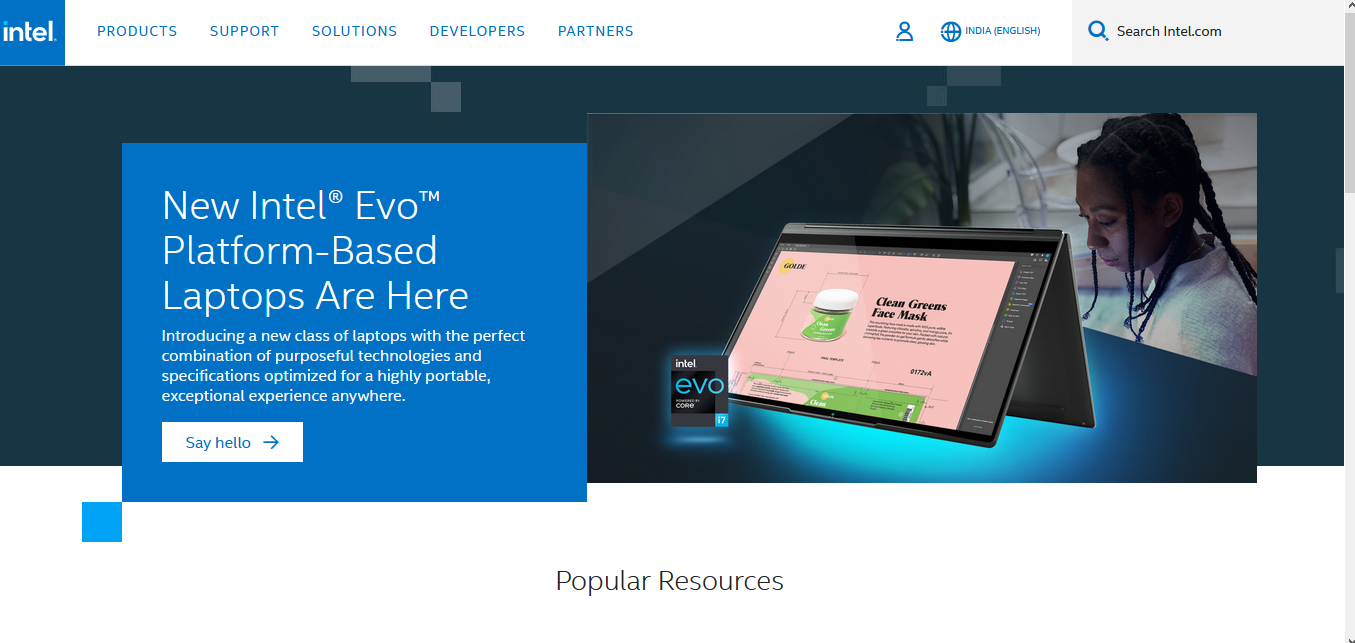 intel.
PRODUCTS
SUPPORT
SOLUTIONS
DEVELOPERS
PARTNERS
INDIA (ENGLISH)
Search Intel.com
New Intel® Evo™
Platform-Based
Laptops Are Here
Introducing a new class of laptops with the perfect
combination of purposeful technologies and
specifications optimized for a highly portable,
exceptional experience anywhere.
Say hello
GOLDE
Clean Greens
Face Mask
Clean
Greens
0172vA
Clean
intel.
evo
POWERED BY
CORE
i7
Popular Resources